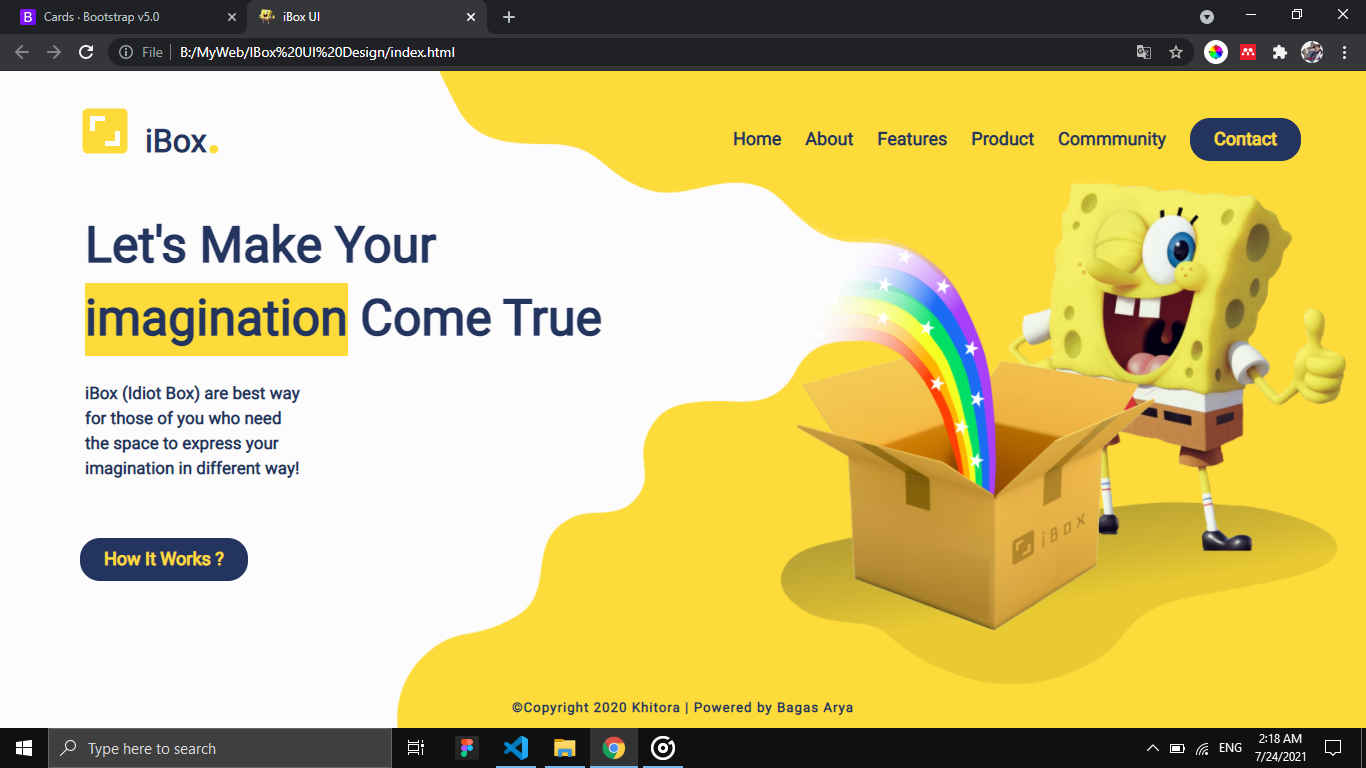 Cards · Bootstrap v5.0
iBox UI
File
B:/MyWeb/IBox%20UI%20Design/index.html
iBox.
Home About Features Product Commmunity Contact
Let's Make Your
imagination Come True
iBox (Idiot Box) are best way
for those of you who need
the space to express your
imagination in different way!
How It Works ?
iBox
©Copyright 2020 Khitora | Powered by Bagas Arya
Type here to search
ENG
2:18 AM
7/24/2021